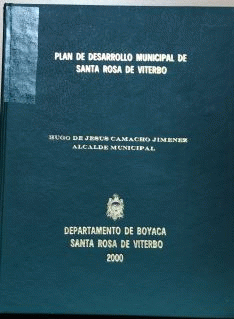 PLAN DE DESARROLLO MUNICIPAL DE
SANTA ROSA DE VITERBO
HUGO DE JESUS CAMACHO JIMENEZ
ALCALDE MUNICIPAL
DEPARTAMENTO DE BOYACA
SANTA ROSA DE VITERBO
2000